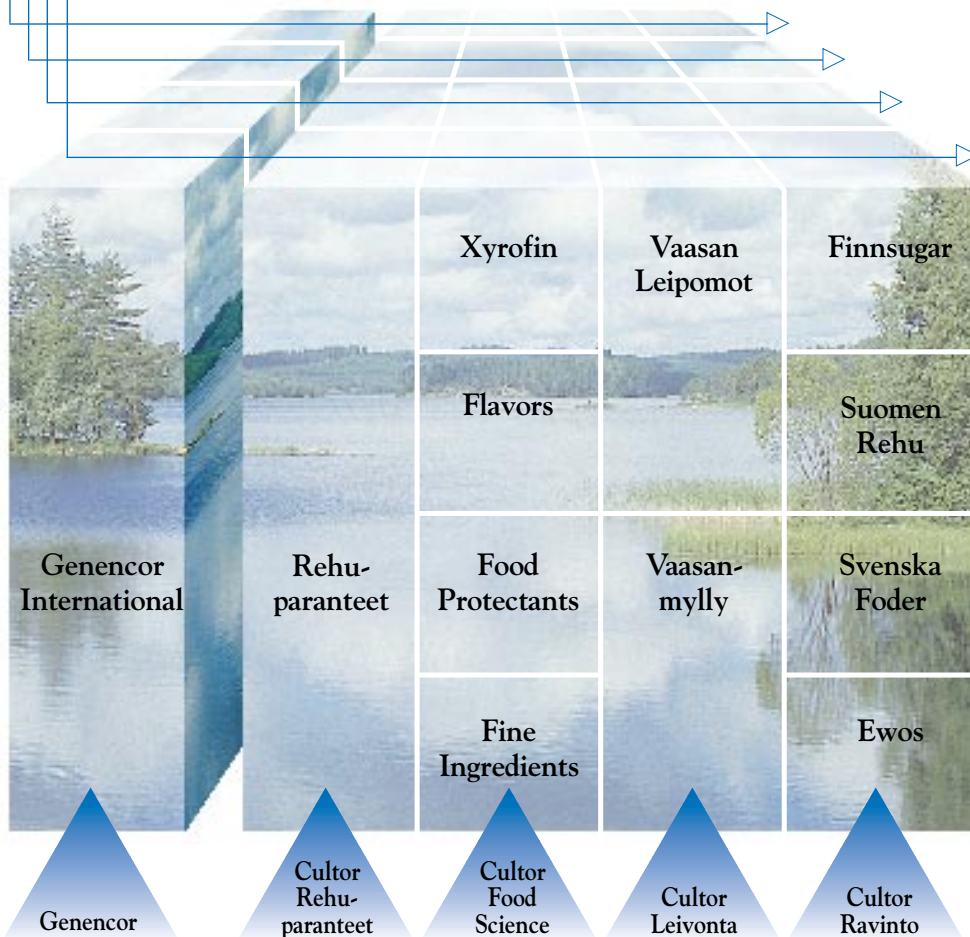 Xyrofin
Vaasan
Leipomot
Finnsugar
Flavors
Suomen
Rehu
Genencor
International
Rehu-
paranteet
Food
Protectants
Vaasan-
mylly
Svenska
Foder
Fine
Ingredients
Ewos
Genencor
Cultor
Rehu-
paranteet
Cultor
Food
Science
Cultor
Leivonta
Cultor
Ravinto